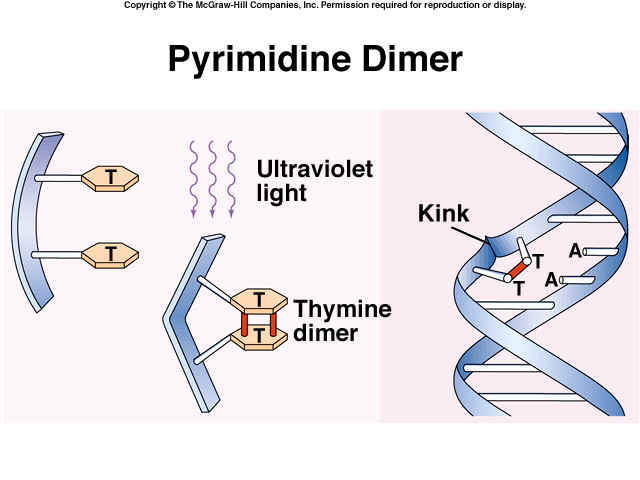 Copyright © The McGraw-Hill Companies, Inc. Permission required for reproduction or display.
Pyrimidine Dimer
T
T
Ultraviolet
light
T
T
Thymine
dimer
Kink
T
T
A
A